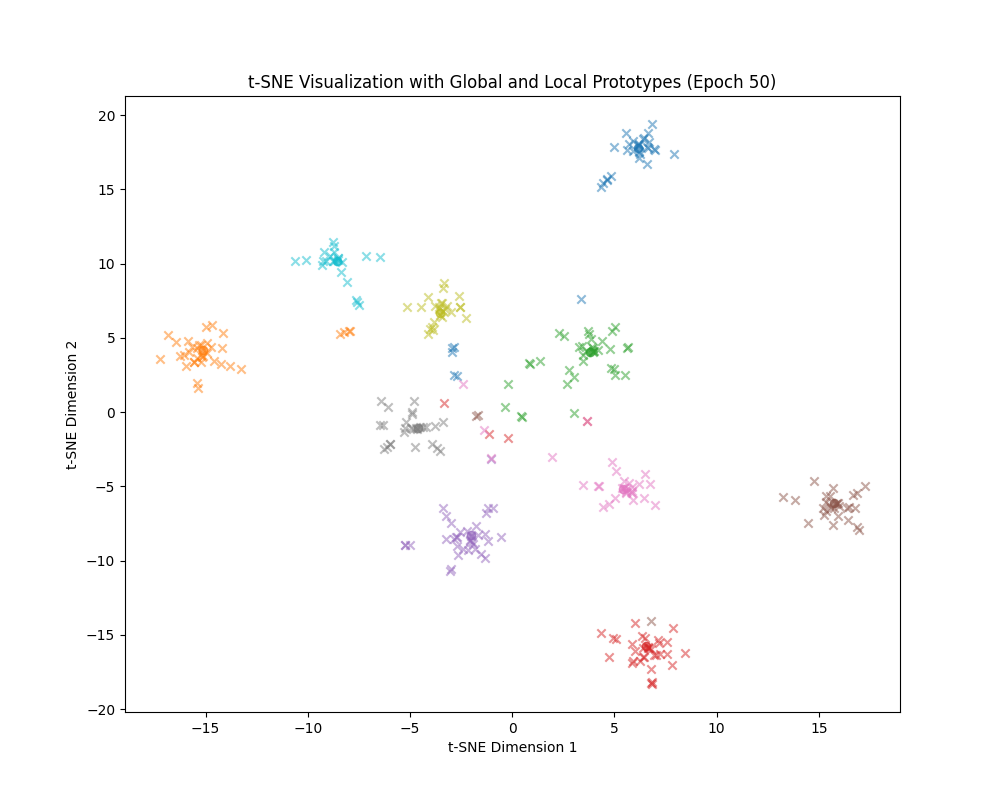 t-SNE Visualization with Global and Local Prototypes (Epoch 50)
20
15
10
5
0
−5
−10
−15
−20
t-SNE Dimension 2
−15 −10 −5 0 5 10 15
t-SNE Dimension 1